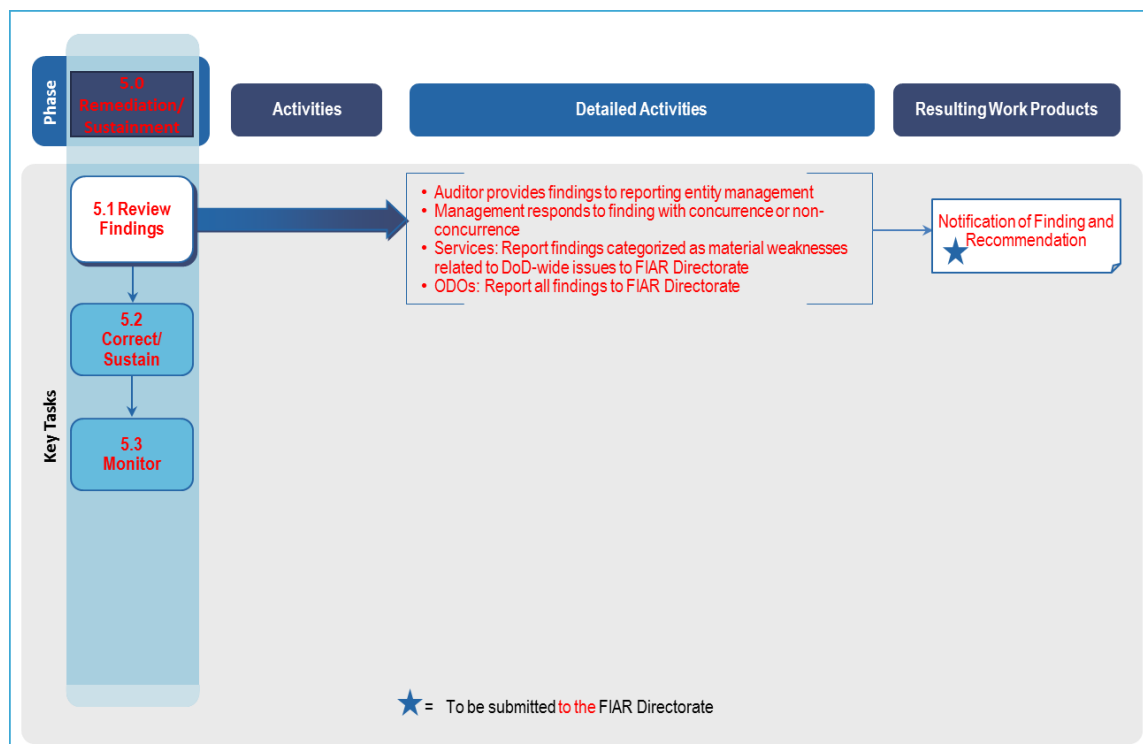 Phase
5.0
Remediation/
Sustainment
Activities
Detailed Activities
Resulting Work Products
Key Tasks
5.1 Review
Findings
• Auditor provides findings to reporting entity management
• Management responds to finding with concurrence or non-
concurrence
• Services: Report findings categorized as material weaknesses
related to DoD-wide issues to FIAR Directorate
• ODOs: Report all findings to FIAR Directorate
Notification of Finding and
Recommendation
5.2
Correct/
Sustain
5.3
Monitor
★ = To be submitted to the FIAR Directorate